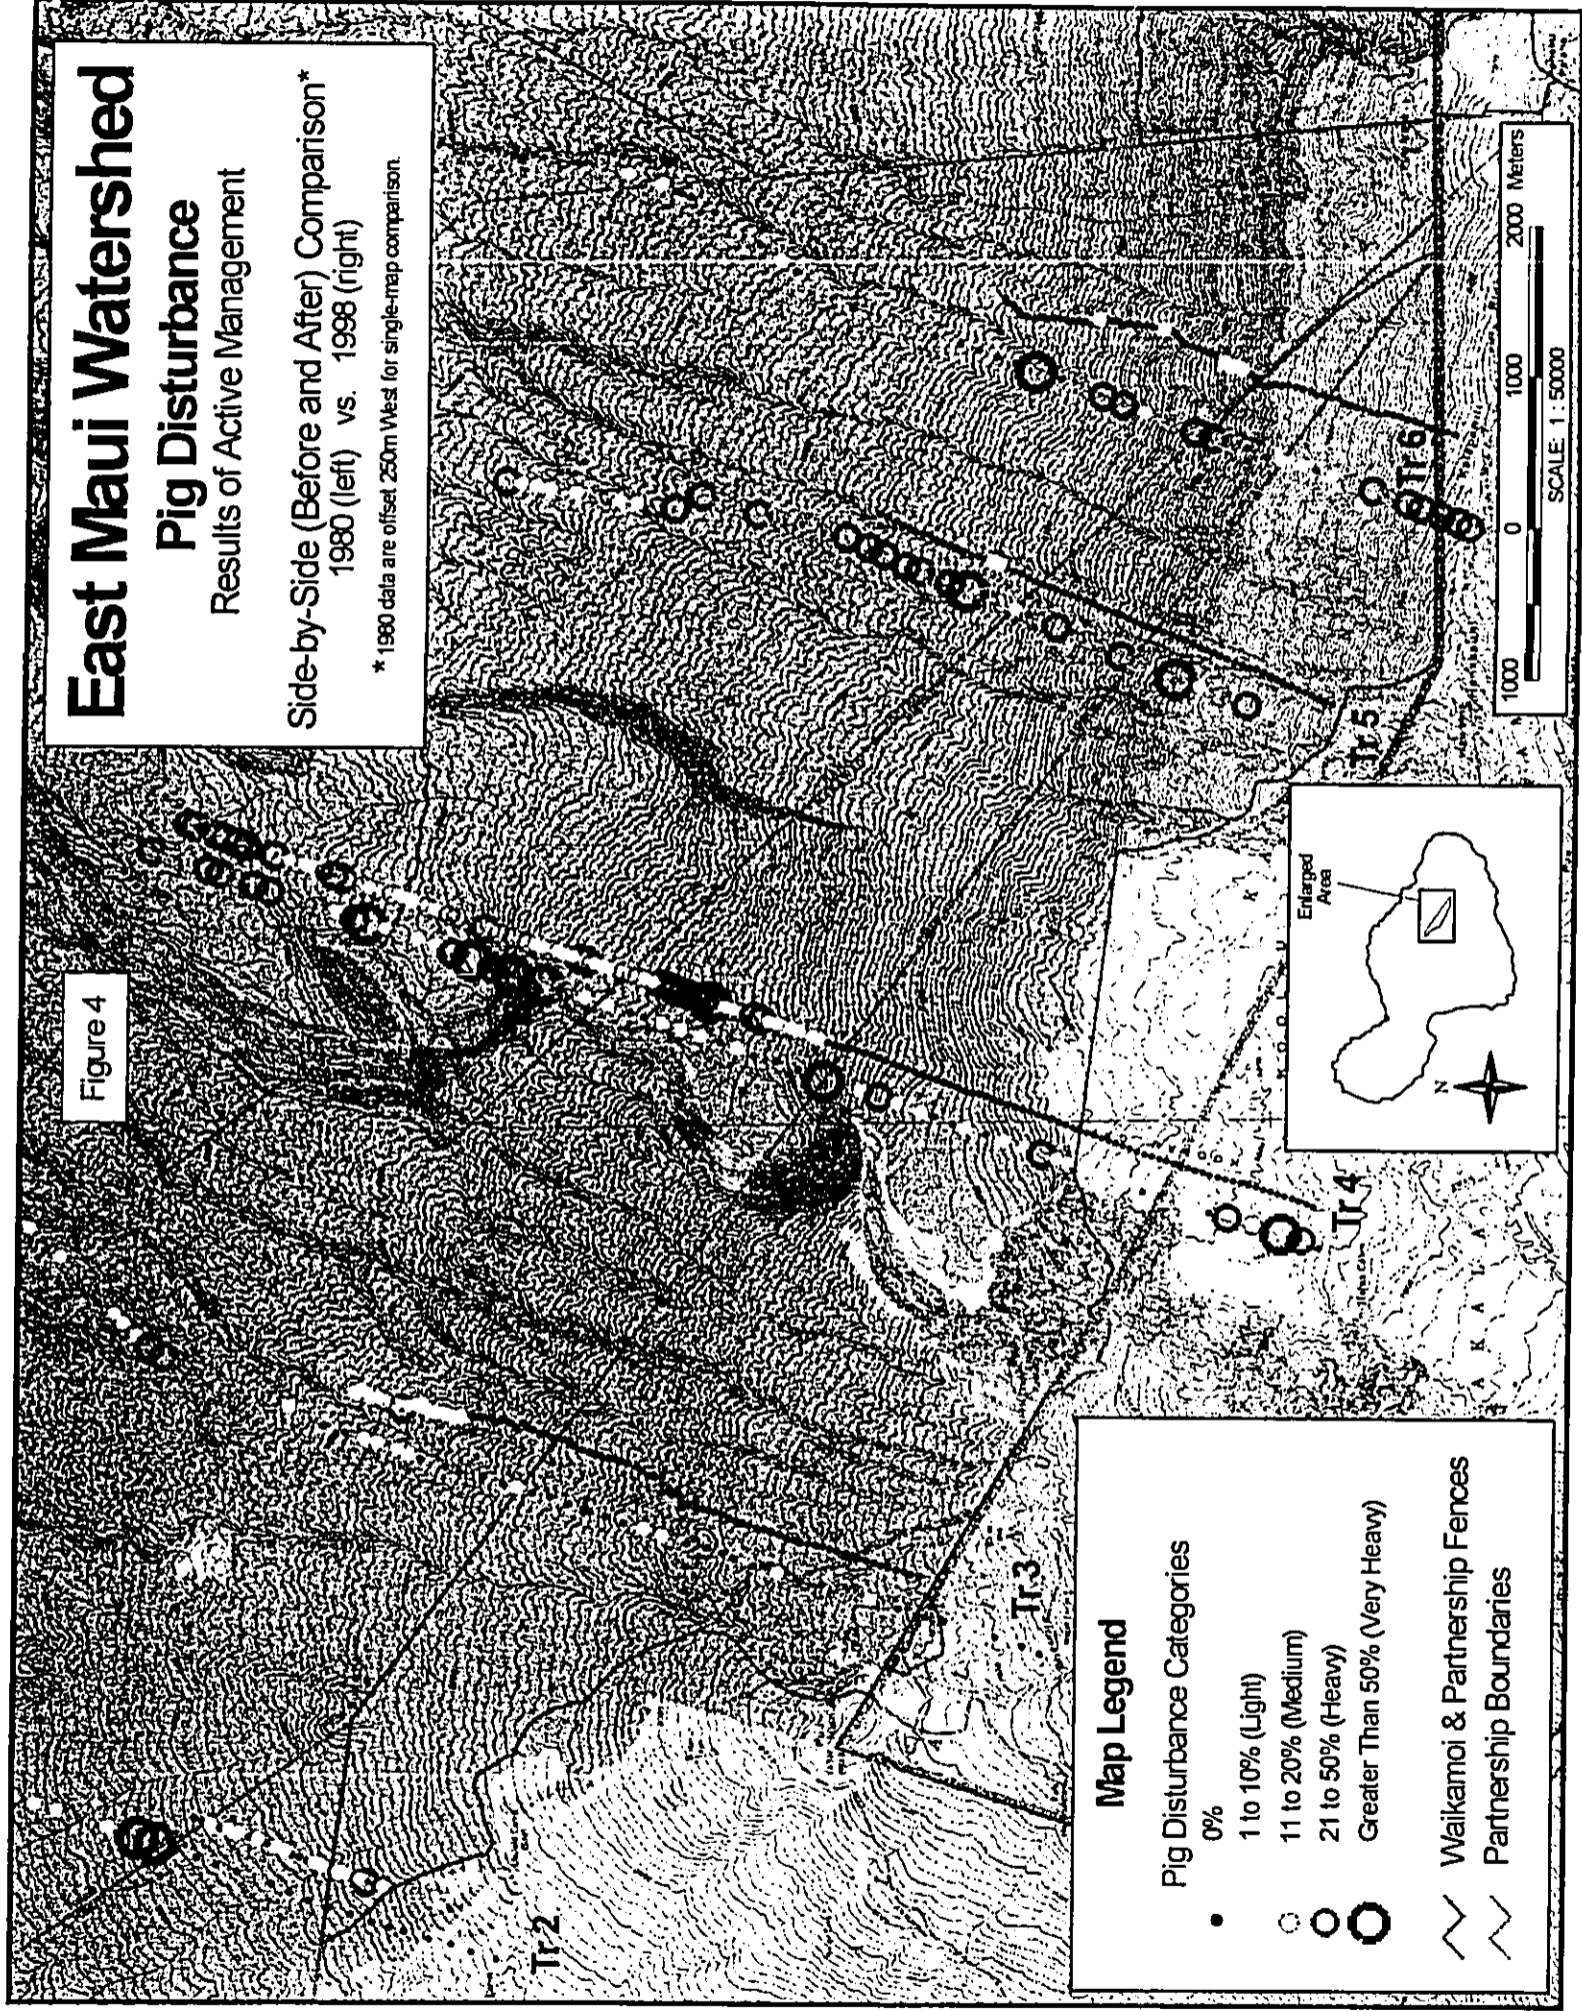 East Maui Watershed
Pig Disturbance
Results of Active Management
Side-by-Side (Before and After) Comparison*
1980 (left) vs. 1998 (right)
* 1980 data are offset 250m West for single-map comparison.
Figure 4
Tr.2
Tr.3
Tr.4
Tr.5
Tr.6
Map Legend
Pig Disturbance Categories
0%
1 to 10% (Light)
11 to 20% (Medium)
21 to 50% (Heavy)
Greater Than 50% (Very Heavy)
Waikamoi & Partnership Fences
Partnership Boundaries
Enlarged
Area
N
1000 0 1000 2000 Meters
SCALE 1 : 50000